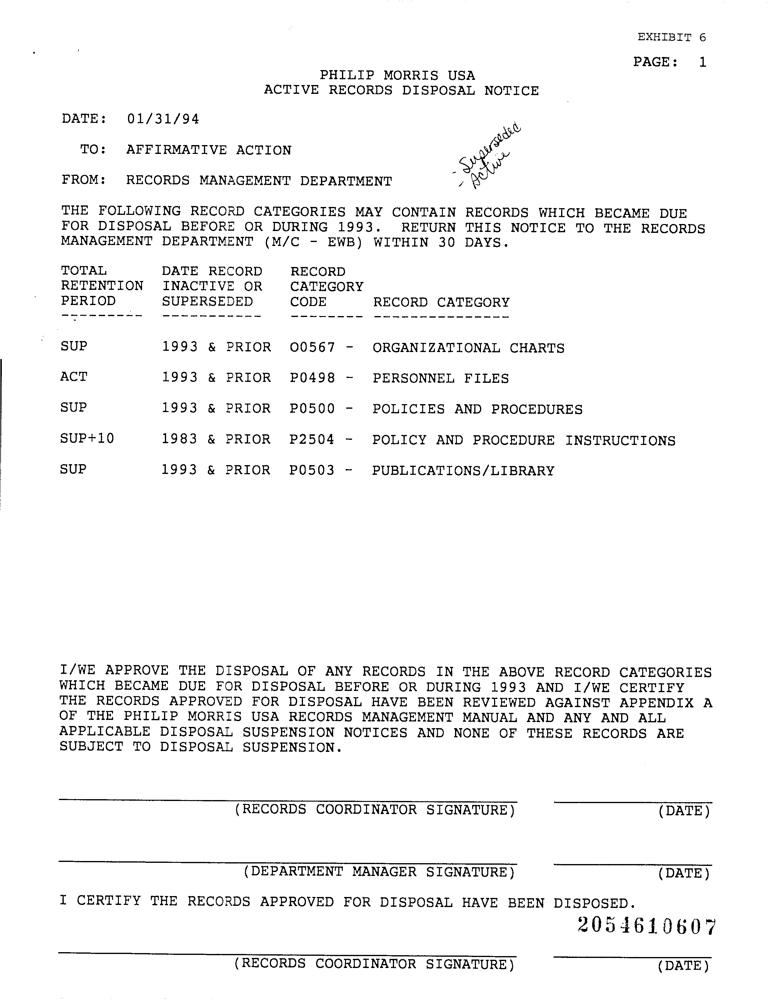 EXHIBIT 6
PAGE: 1
PHILIP MORRIS USA
ACTIVE RECORDS DISPOSAL NOTICE
DATE: 01/31/94
- Superseded
- Active
TO: AFFIRMATIVE ACTION
FROM: RECORDS MANAGEMENT DEPARTMENT
THE FOLLOWING RECORD CATEGORIES MAY CONTAIN RECORDS WHICH BECAME DUE
FOR DISPOSAL BEFORE OR DURING 1993. RETURN THIS NOTICE TO THE RECORDS
MANAGEMENT DEPARTMENT (M/C - EWB) WITHIN 30 DAYS.
TOTAL DATE RECORD RECORD
RETENTION INACTIVE OR CATEGORY
PERIOD SUPERSEDED CODE RECORD CATEGORY
--------- ----------- -------- ---------------
SUP 1993 & PRIOR O0567 - ORGANIZATIONAL CHARTS
ACT 1993 & PRIOR P0498 - PERSONNEL FILES
SUP 1993 & PRIOR P0500 - POLICIES AND PROCEDURES
SUP+10 1983 & PRIOR P2504 - POLICY AND PROCEDURE INSTRUCTIONS
SUP 1993 & PRIOR P0503 - PUBLICATIONS/LIBRARY
I/WE APPROVE THE DISPOSAL OF ANY RECORDS IN THE ABOVE RECORD CATEGORIES
WHICH BECAME DUE FOR DISPOSAL BEFORE OR DURING 1993 AND I/WE CERTIFY
THE RECORDS APPROVED FOR DISPOSAL HAVE BEEN REVIEWED AGAINST APPENDIX A
OF THE PHILIP MORRIS USA RECORDS MANAGEMENT MANUAL AND ANY AND ALL
APPLICABLE DISPOSAL SUSPENSION NOTICES AND NONE OF THESE RECORDS ARE
SUBJECT TO DISPOSAL SUSPENSION.
(RECORDS COORDINATOR SIGNATURE) (DATE)
(DEPARTMENT MANAGER SIGNATURE) (DATE)
I CERTIFY THE RECORDS APPROVED FOR DISPOSAL HAVE BEEN DISPOSED.
2054610607
(RECORDS COORDINATOR SIGNATURE) (DATE)